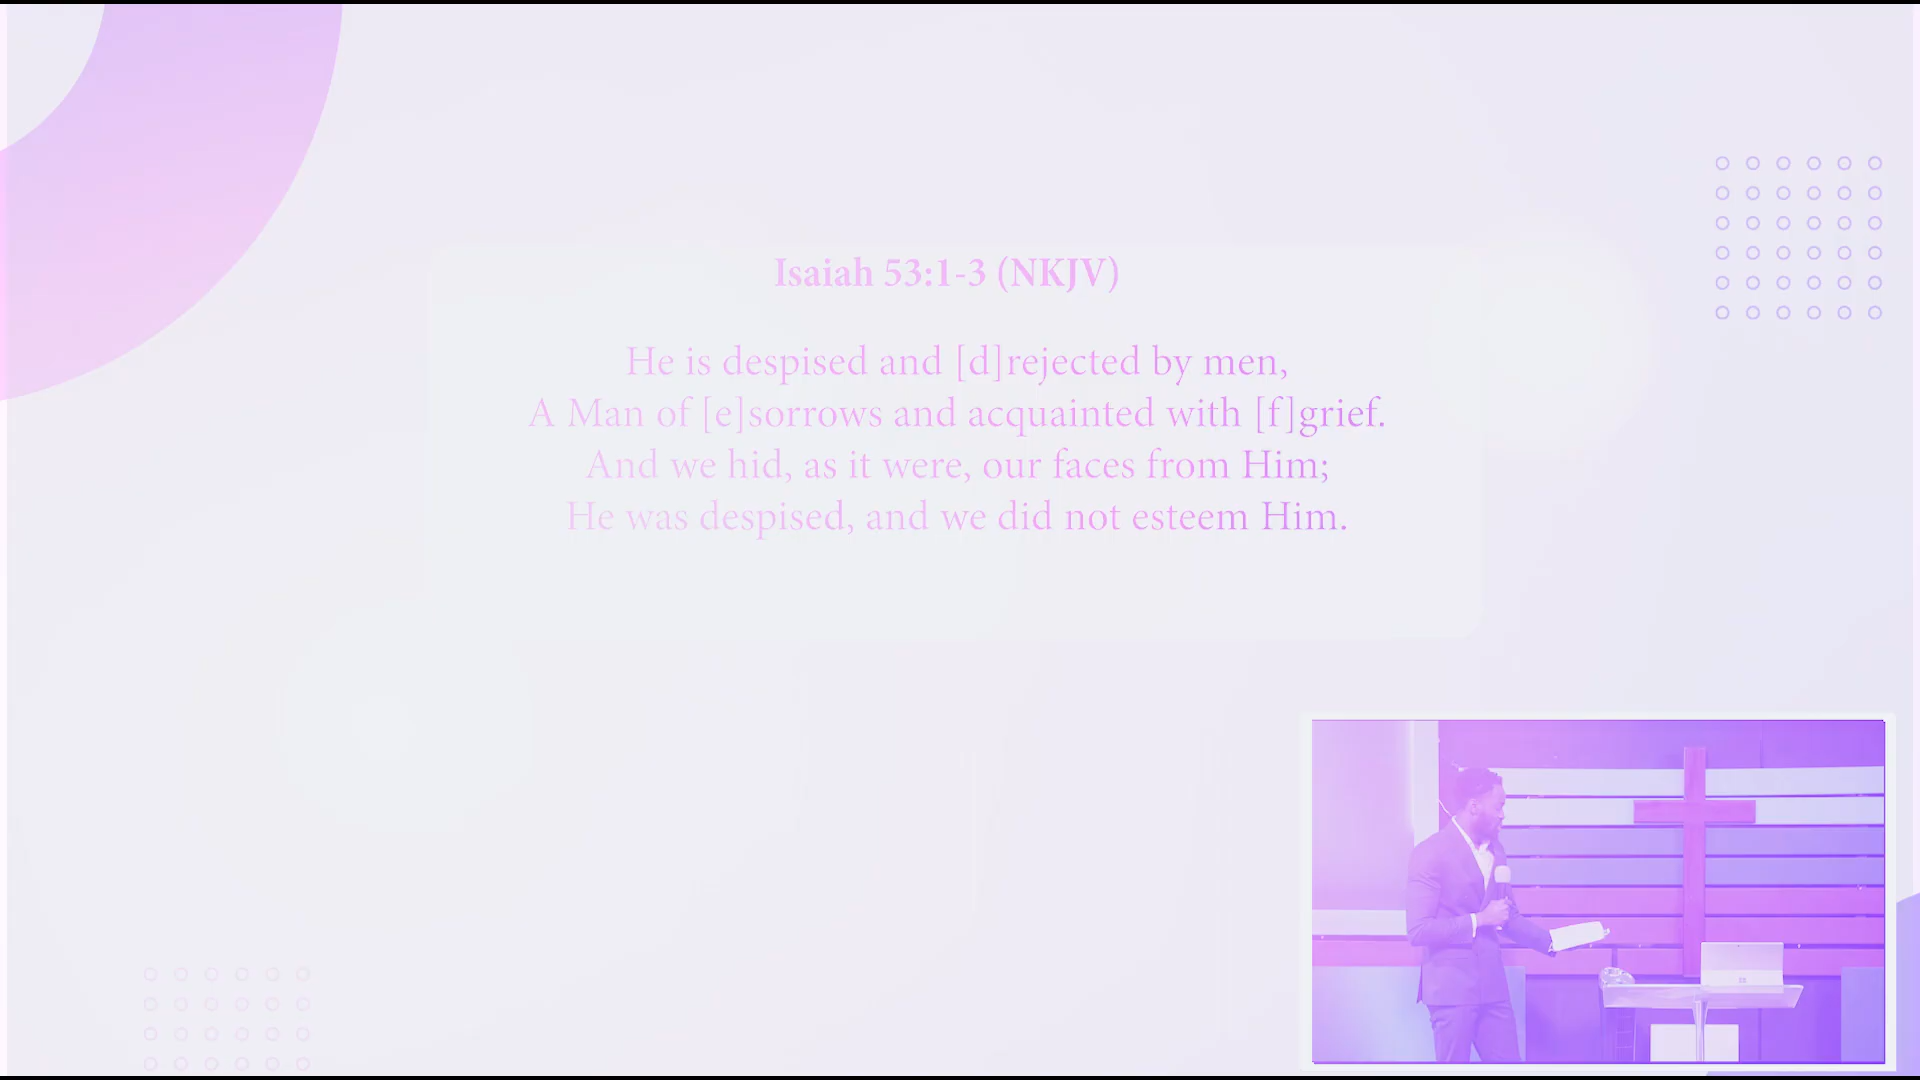 Isaiah 53:1-3 (NKJV)
He is despised and [d]rejected by men,
A Man of [e]sorrows and acquainted with [f]grief.
And we hid, as it were, our faces from Him;
He was despised, and we did not esteem Him.